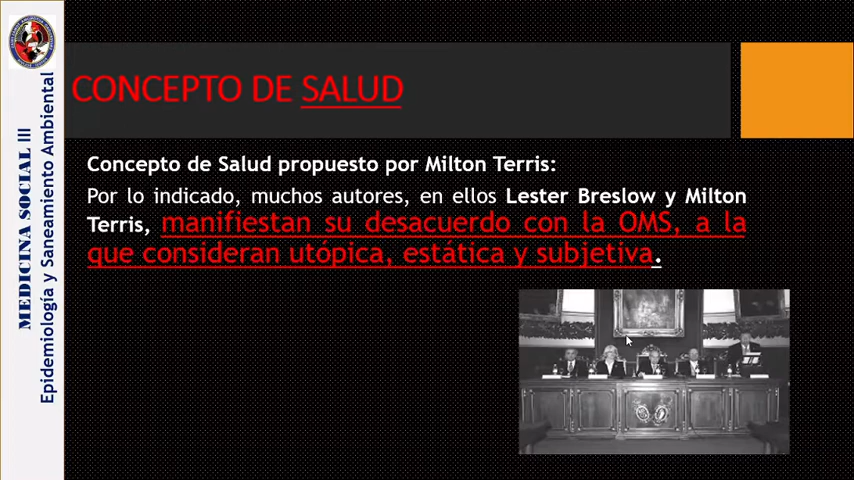 MEDICINA SOCIAL III
Epidemiología y Saneamiento Ambiental
CONCEPTO DE SALUD
Concepto de Salud propuesto por Milton Terris:
Por lo indicado, muchos autores, en ellos Lester Breslow y Milton
Terris, manifiestan su desacuerdo con la OMS, a la
que consideran utópica, estática y subjetiva.